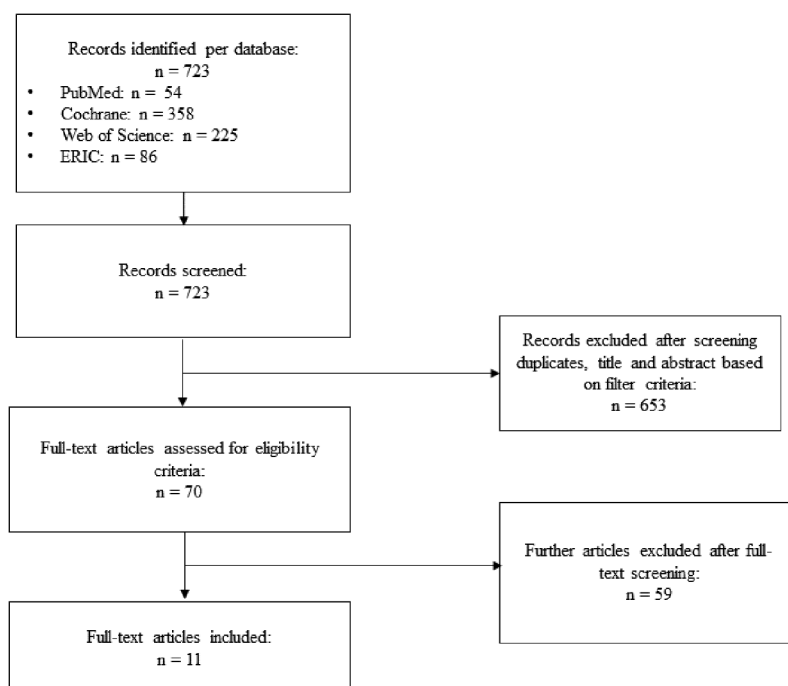 Records identified per database:
n = 723
• PubMed: n = 54
• Cochrane: n = 358
• Web of Science: n = 225
• ERIC: n = 86
Records screened:
n = 723
Records excluded after screening
duplicates, title and abstract based
on filter criteria:
n = 653
Full-text articles assessed for eligibility
criteria:
n = 70
Further articles excluded after full-
text screening:
n = 59
Full-text articles included:
n = 11